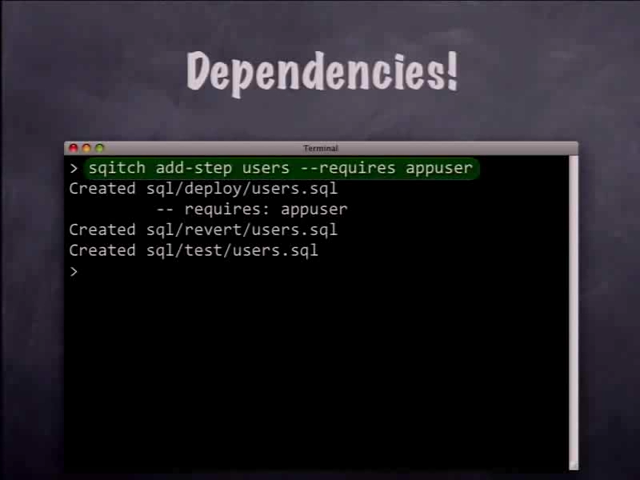 Dependencies!
Terminal
> sqitch add-step users --requires appuser
Created sql/deploy/users.sql
-- requires: appuser
Created sql/revert/users.sql
Created sql/test/users.sql
>